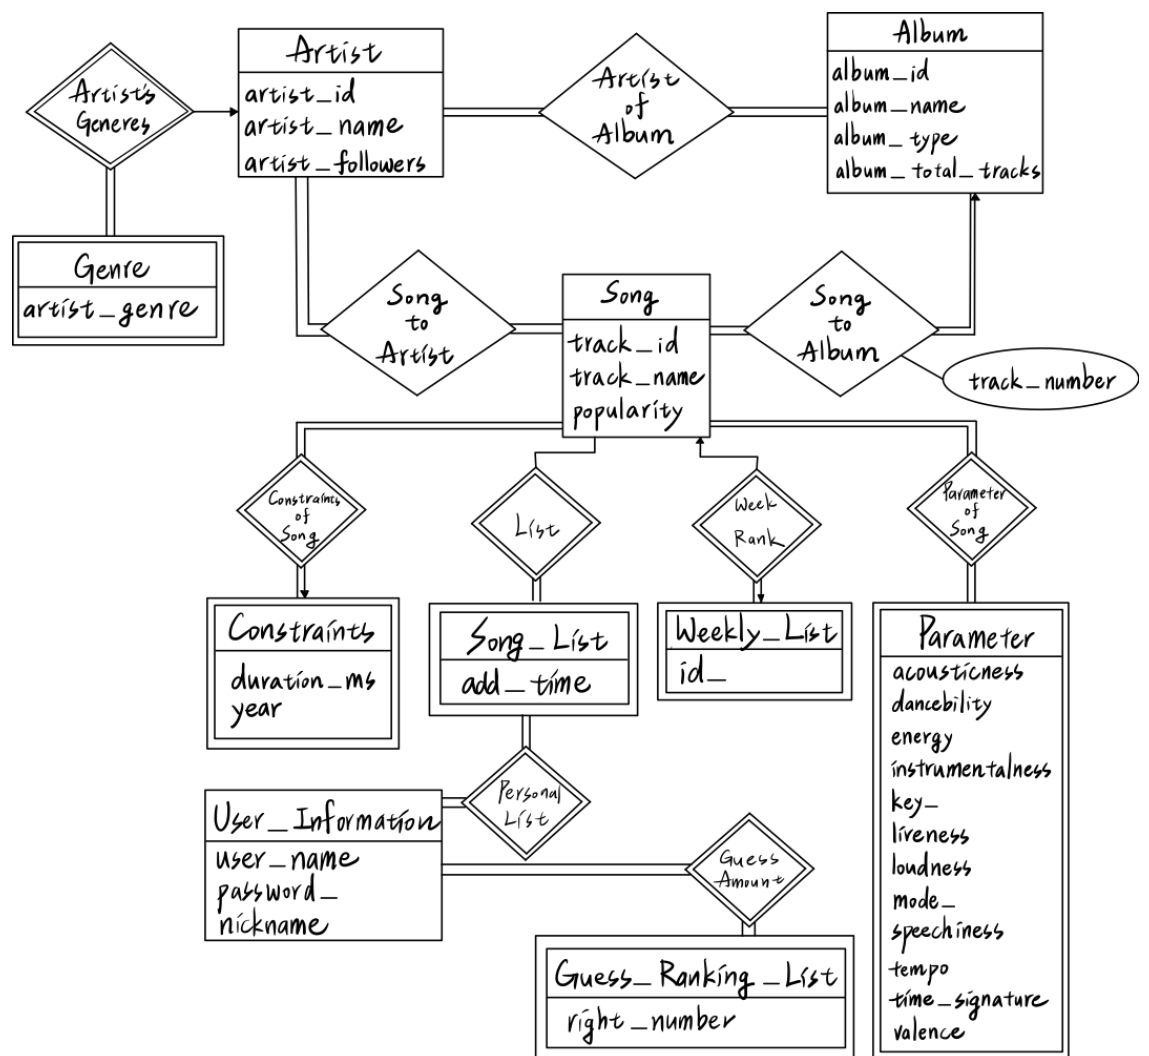 Artist's
Generes
Artist
artist_id
artist_name
artist_followers
Artist
of
Album
Album
album_id
album_name
album_type
album_total_tracks
Genre
artist_genre
Song
to
Artist
Song
track_id
track_name
popularity
Song
to
Album
track_number
Constraints
of
Song
List
Week
Rank
Parameter
of
Song
Constraints
duration_ms
year
Song_List
add_time
Weekly_List
id_
Parameter
acousticness
dancebility
energy
instrumentalness
key_
liveness
loudness
mode_
speechiness
tempo
time_signature
valence
Personal
List
User_Information
user_name
password_
nickname
Guess
Amount
Guess_Ranking_List
right_number